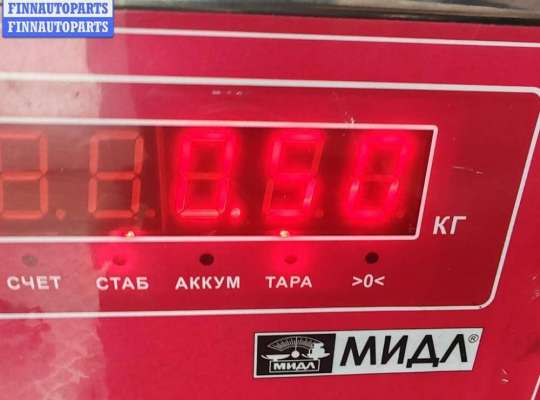 FINNAUTOPARTS
FINNAUTOPARTS
0.50
КГ
СЧЕТ СТАБ АККУМ ТАРА >0<
МИДЛ МИДЛ®